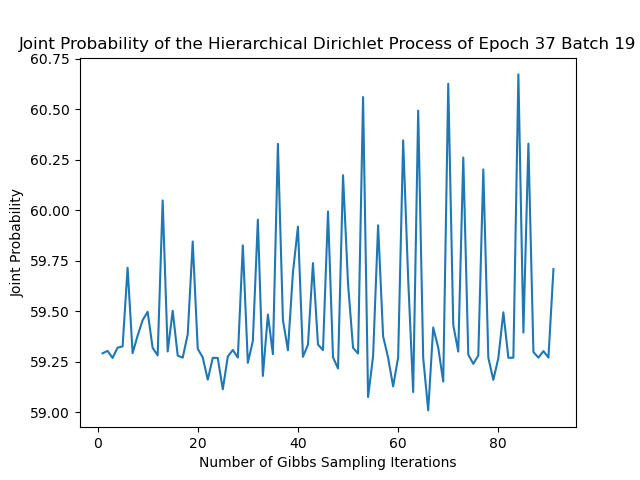 Joint Probability of the Hierarchical Dirichlet Process of Epoch 37 Batch 19
60.75
60.50
60.25
60.00
59.75
59.50
59.25
59.00
Joint Probability
0 20 40 60 80
Number of Gibbs Sampling Iterations